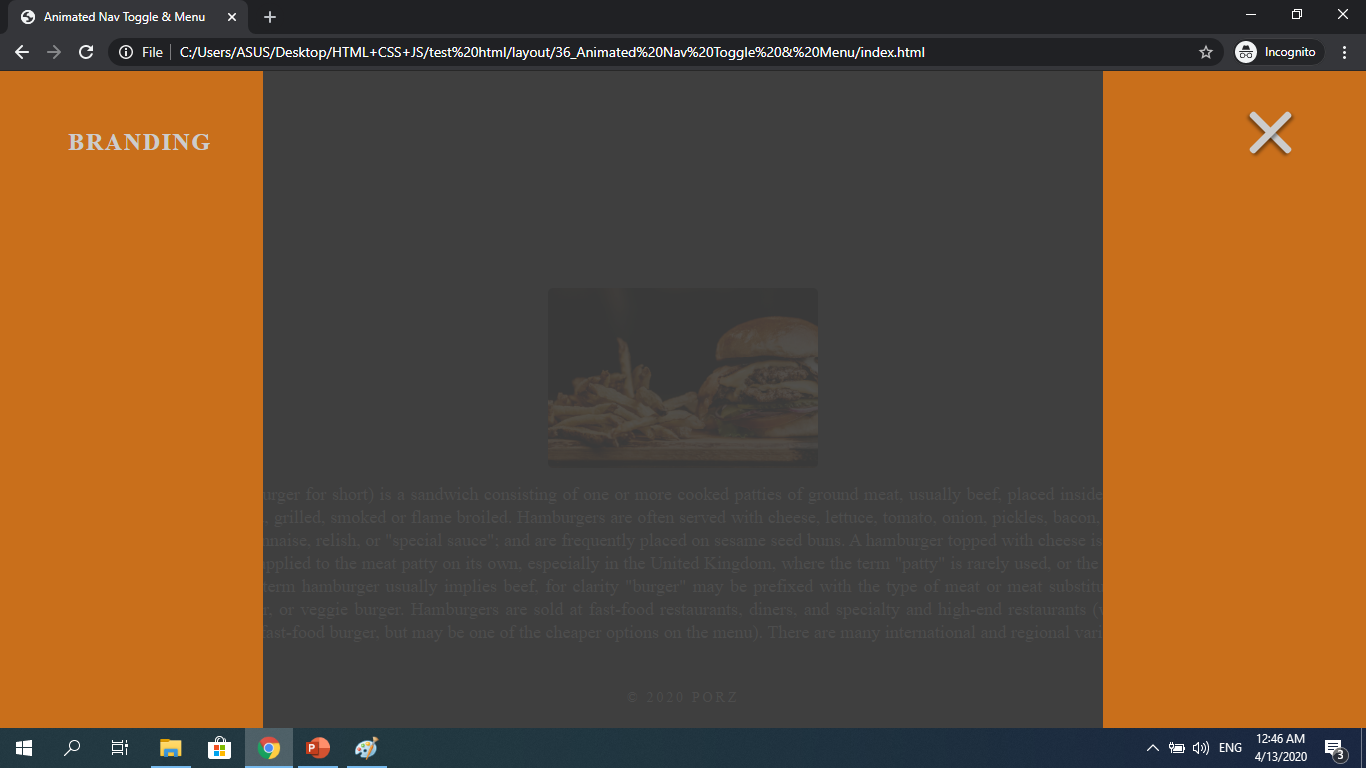 Animated Nav Toggle & Menu
File
C:/Users/ASUS/Desktop/HTML+CSS+JS/test%20html/layout/36_Animated%20Nav%20Toggle%20&%20Menu/index.html
Incognito
BRANDING
urger for short) is a sandwich consisting of one or more cooked patties of ground meat, usually beef, placed inside
, grilled, smoked or flame broiled. Hamburgers are often served with cheese, lettuce, tomato, onion, pickles, bacon,
nnaise, relish, or "special sauce"; and are frequently placed on sesame seed buns. A hamburger topped with cheese is
applied to the meat patty on its own, especially in the United Kingdom, where the term "patty" is rarely used, or the
term hamburger usually implies beef, for clarity "burger" may be prefixed with the type of meat or meat substitu
r, or veggie burger. Hamburgers are sold at fast-food restaurants, diners, and specialty and high-end restaurants (
fast-food burger, but may be one of the cheaper options on the menu). There are many international and regional vari
© 2020 PORZ
ENG
12:46 AM
4/13/2020
3